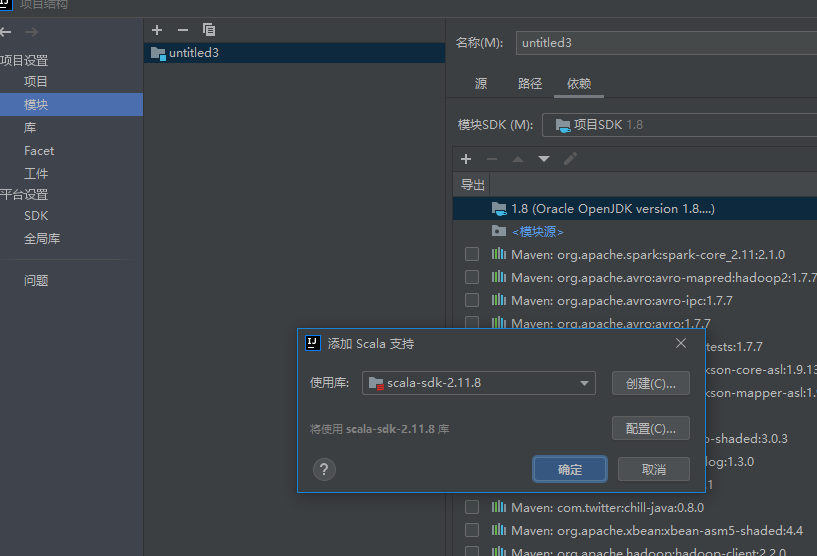 项目结构
项目设置
项目
模块
库
Facet
工件
平台设置
SDK
全局库
问题
untitled3
名称(M):
untitled3
源
路径
依赖
模块SDK (M):
项目SDK 1.8
导出
1.8 (Oracle OpenJDK version 1.8....)
<模块源>
Maven: org.apache.spark:spark-core_2.11:2.1.0
Maven: org.apache.avro:avro-mapred:hadoop2:1.7.7
Maven: org.apache.avro:avro-ipc:1.7.7
Maven: org.apache.avro:avro:1.7.7
tests:1.7.7
kson-core-asl:1.9.13
kson-mapper-asl:1.9
o-shaded:3.0.3
log:1.3.0
1
Maven: com.twitter:chill-java:0.8.0
Maven: org.apache.xbean:xbean-asm5-shaded:4.4
Maven: org.apache.hadoop:hadoop-client:2.2.0
添加 Scala 支持
使用库:
scala-sdk-2.11.8
创建(C)...
将使用 scala-sdk-2.11.8 库
配置(C)...
?
确定
取消